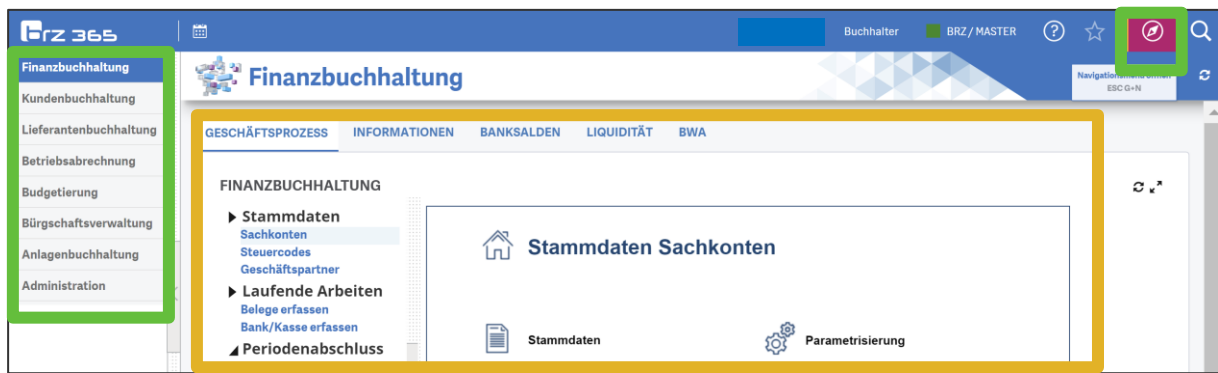 brz 365
Buchhalter
BRZ / MASTER
?
Finanzbuchhaltung
Kundenbuchhaltung
Lieferantenbuchhaltung
Betriebsabrechnung
Budgetierung
Bürgschaftsverwaltung
Anlagenbuchhaltung
Administration
Finanzbuchhaltung
ESC G+N
GESCHÄFTSPROZESS INFORMATIONEN BANKSALDEN LIQUIDITÄT BWA
FINANZBUCHHALTUNG
Stammdaten
Sachkonten
Steuercodes
Geschäftspartner
Laufende Arbeiten
Belege erfassen
Bank/Kasse erfassen
Periodenabschluss
Stammdaten Sachkonten
Stammdaten
Parametrisierung